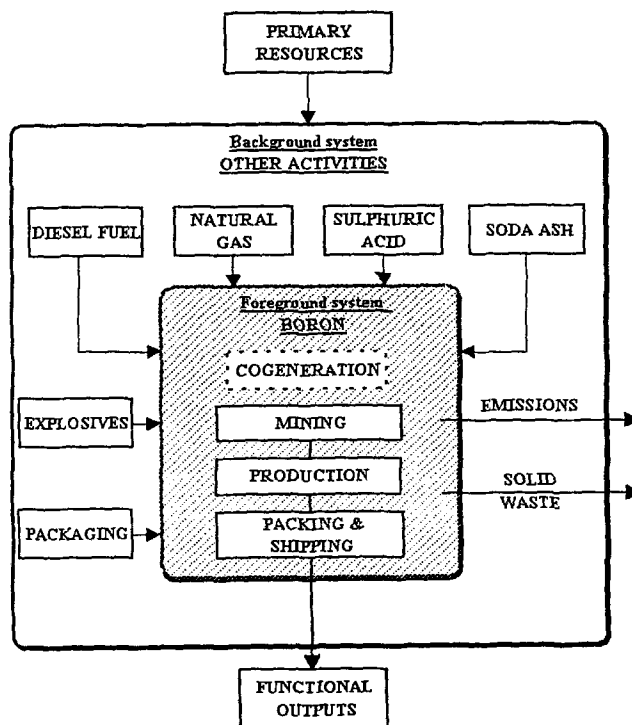 PRIMARY
RESOURCES
Background system
OTHER ACTIVITIES
DIESEL FUEL
NATURAL
GAS
SULPHURIC
ACID
SODA ASH
Foreground system
BORON
COGENERATION
EXPLOSIVES
MINING
EMISSIONS
PRODUCTION
SOLID
WASTE
PACKAGING
PACKING &
SHIPPING
FUNCTIONAL
OUTPUTS